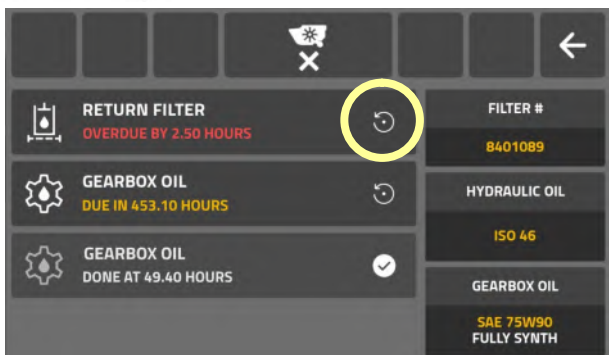 RETURN FILTER
OVERDUE BY 2.50 HOURS
GEARBOX OIL
DUE IN 453.10 HOURS
GEARBOX OIL
DONE AT 49.40 HOURS
FILTER #
8401089
HYDRAULIC OIL
ISO 46
GEARBOX OIL
SAE 75W90
FULLY SYNTH